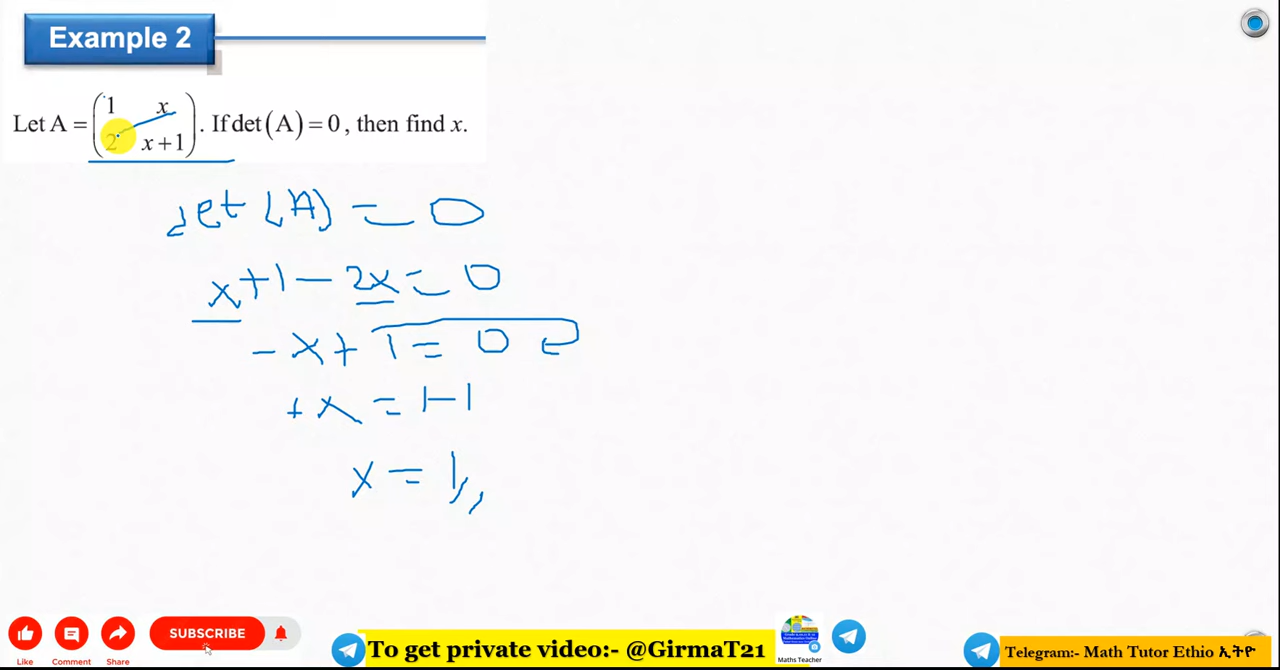 Example 2
Let A = (1 x
2 x+1). If det(A) = 0, then find x.
det (A) = 0
x+1 - 2x = 0
- x + 1 = 0
+ x = +1
x = 1,,
Like
Comment
Share
SUBSCRIBE
To get private video:- @GirmaT21
Maths Teacher
Telegram:- Math Tutor Ethio ኢትዮ